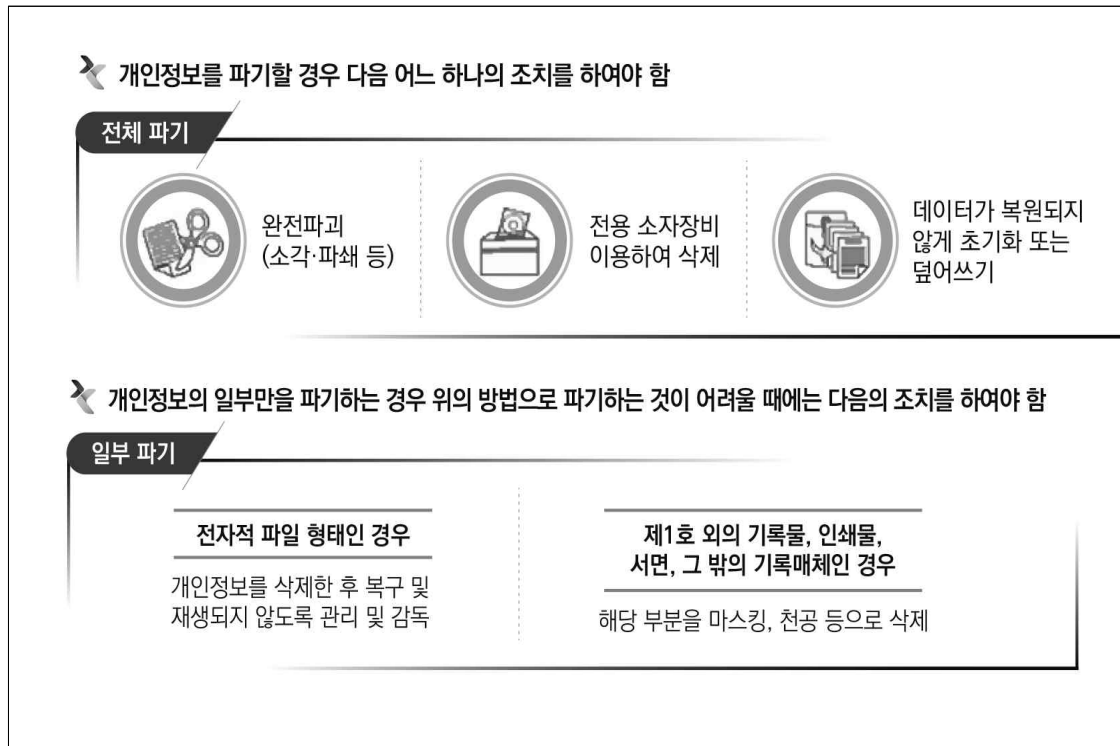 개인정보를 파기할 경우 다음 어느 하나의 조치를 하여야 함
전체 파기
완전파괴
(소각·파쇄 등)
전용 소자장비
이용하여 삭제
데이터가 복원되지
않게 초기화 또는
덮어쓰기
개인정보의 일부만을 파기하는 경우 위의 방법으로 파기하는 것이 어려울 때에는 다음의 조치를 하여야 함
일부 파기
전자적 파일 형태인 경우
개인정보를 삭제한 후 복구 및
재생되지 않도록 관리 및 감독
제1호 외의 기록물, 인쇄물,
서면, 그 밖의 기록매체인 경우
해당 부분을 마스킹, 천공 등으로 삭제